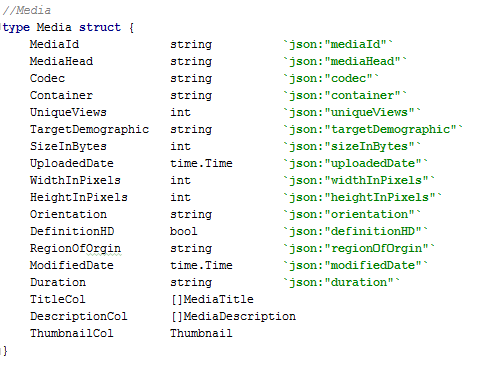 //Media
type Media struct {
MediaId string `json:"mediaId"`
MediaHead string `json:"mediaHead"`
Codec string `json:"codec"`
Container string `json:"container"`
UniqueViews int `json:"uniqueViews"`
TargetDemographic string `json:"targetDemographic"`
SizeInBytes int `json:"sizeInBytes"`
UploadedDate time.Time `json:"uploadedDate"`
WidthInPixels int `json:"widthInPixels"`
HeightInPixels int `json:"heightInPixels"`
Orientation string `json:"orientation"`
DefinitionHD bool `json:"definitionHD"`
RegionOfOrgin string `json:"regionOfOrgin"`
ModifiedDate time.Time `json:"modifiedDate"`
Duration string `json:"duration"`
TitleCol []MediaTitle
DescriptionCol []MediaDescription
ThumbnailCol Thumbnail
}